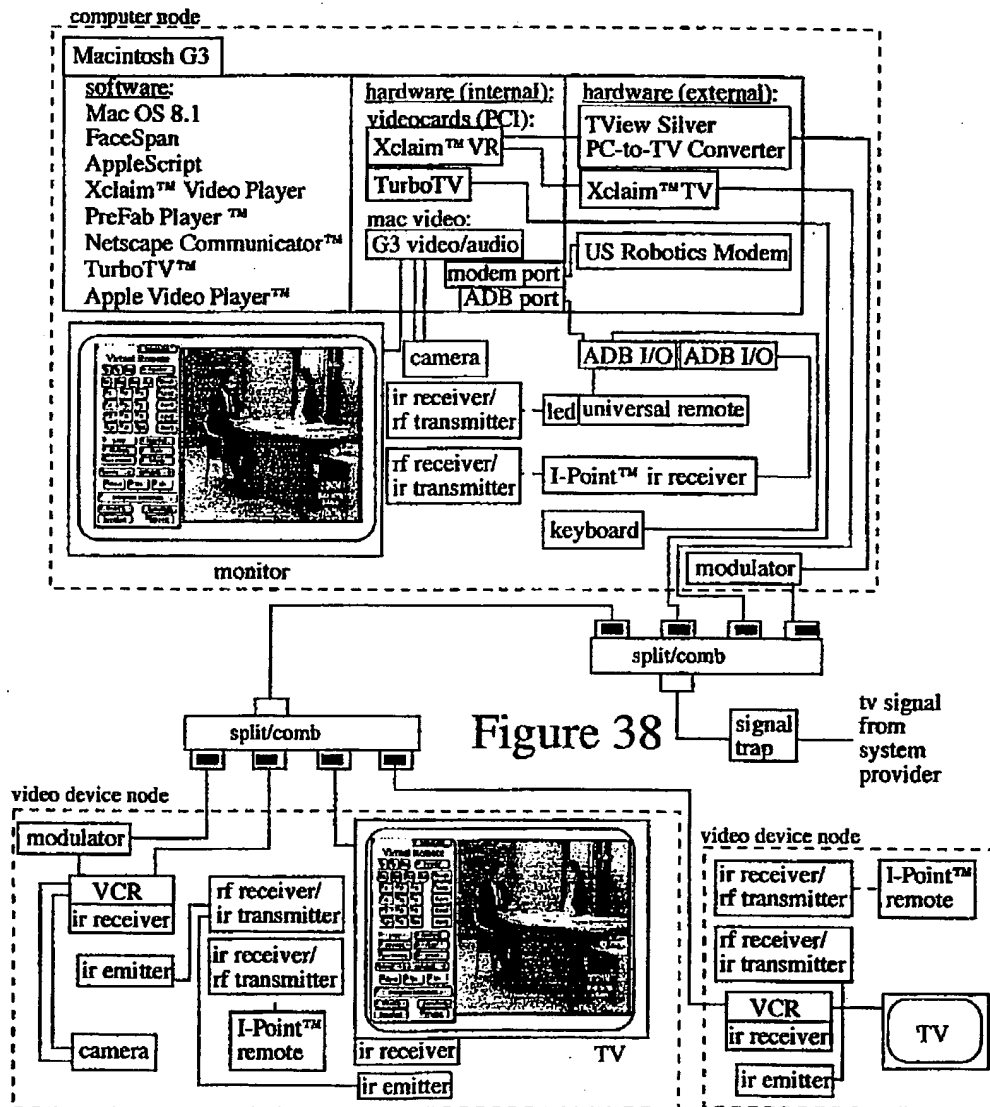 computer node
Macintosh G3
software:
Mac OS 8.1
FaceSpan
AppleScript
Xclaim™ Video Player
PreFab Player ™
Netscape Communicator™
TurboTV™
Apple Video Player™
hardware (internal):
videocards (PCI):
Xclaim™ VR
TurboTV
mac video:
G3 video/audio
modem port
ADB port
hardware (external):
TView Silver
PC-to-TV Converter
Xclaim™ TV
US Robotics Modem
camera
ADB I/O
ADB I/O
ir receiver/
rf transmitter
led
universal remote
rf receiver/
ir transmitter
I-Point™ ir receiver
keyboard
modulator
Virtual Remote
monitor
split/comb
split/comb
Figure 38
signal
trap
tv signal
from
system
provider
video device node
modulator
VCR
ir receiver
ir emitter
camera
rf receiver/
ir transmitter
ir receiver/
rf transmitter
I-Point™
remote
Virtual Remote
ir receiver
TV
ir emitter
video device node
ir receiver/
rf transmitter
I-Point™
remote
rf receiver/
ir transmitter
VCR
ir receiver
TV
ir emitter